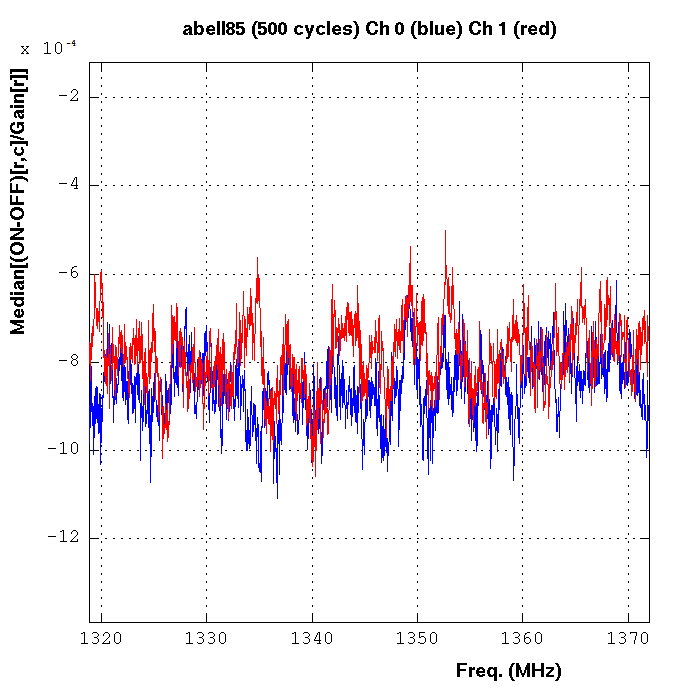 abell85 (500 cycles) Ch 0 (blue) Ch 1 (red)
x 10-4
Median[(ON-OFF)[r,c]/Gain[r]]
-2
-4
-6
-8
-10
-12
1320 1330 1340 1350 1360 1370
Freq. (MHz)